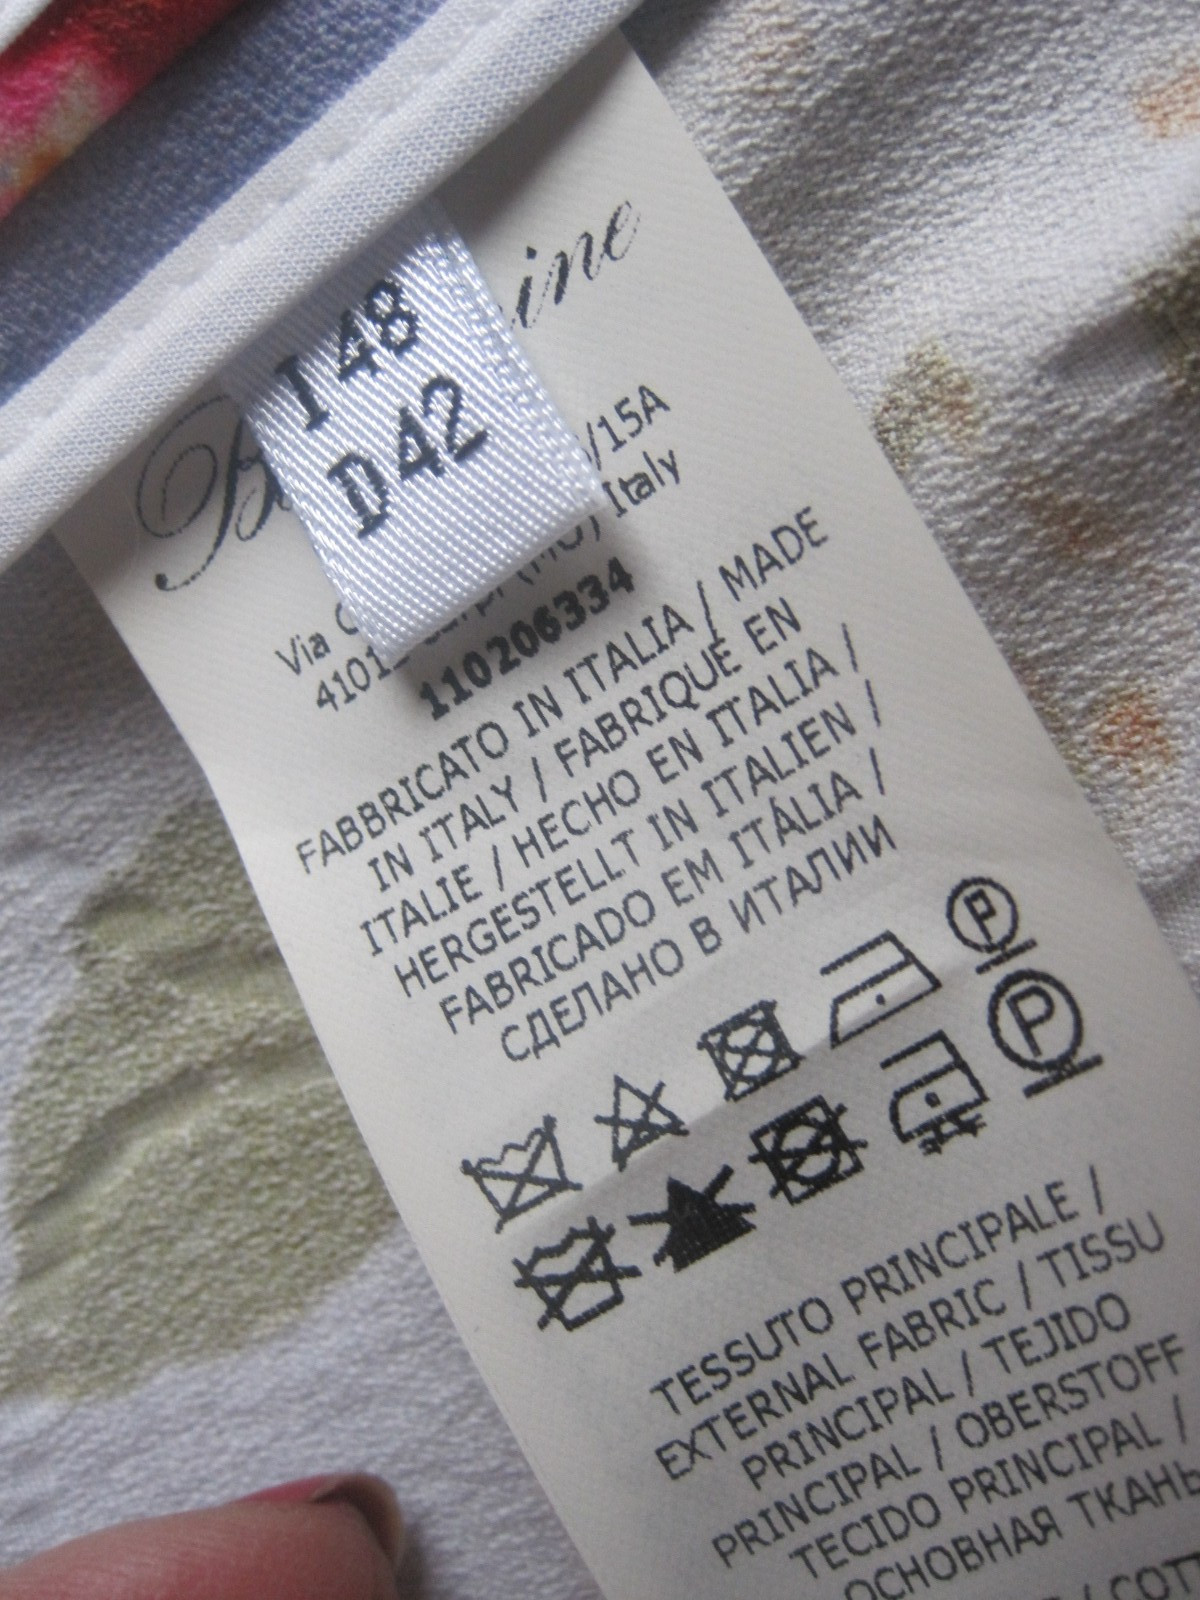 I 48
D 42
/15A
Via
Italy
110206334
FABBRICATO IN ITALIA / MADE
IN ITALY / FABRIQUÉ EN
ITALIE / HECHO EN ITALIA /
HERGESTELLT IN ITALIEN /
FABRICADO EM ITÁLIA /
СДЕЛАНО В ИТАЛИИ
P
P
TESSUTO PRINCIPALE /
EXTERNAL FABRIC / TISSU
PRINCIPAL / TEJIDO
PRINCIPAL / OBERSTOFF
TECIDO PRINCIPAL /
ОСНОВНАЯ ТКАНЬ